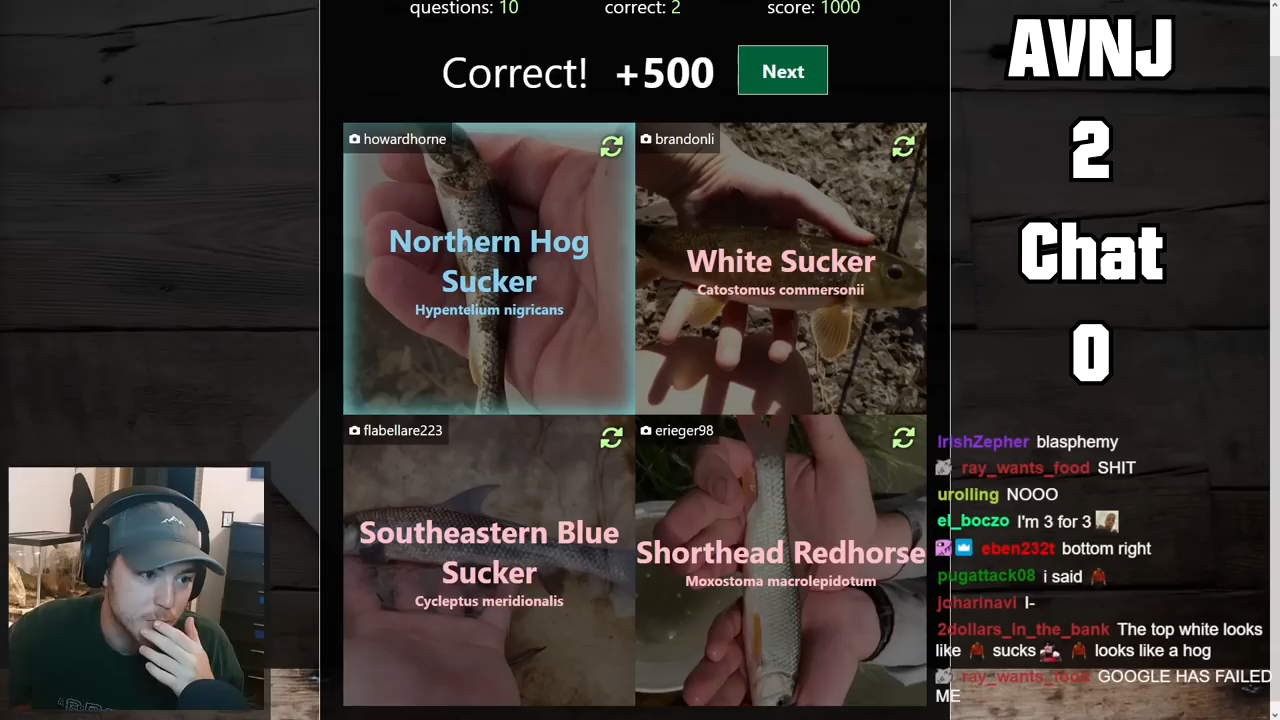 questions: 10 correct: 2 score: 1000
Correct! +500 Next
howardhorne
Northern Hog
Sucker
Hypentelium nigricans
brandonli
White Sucker
Catostomus commersonii
flabellare223
Southeastern Blue
Sucker
Cycleptus meridionalis
erieger98
Shorthead Redhorse
Moxostoma macrolepidotum
AVNJ
2
Chat
0
IrishZepher blasphemy
ray_wants_food SHIT
urolling NOOO
el_boczo I'm 3 for 3
eben232t bottom right
pugattack08 i said
joharinavi I-
2dollars_in_the_bank The top white looks
like sucks looks like a hog
ray_wants_food GOOGLE HAS FAILED
ME